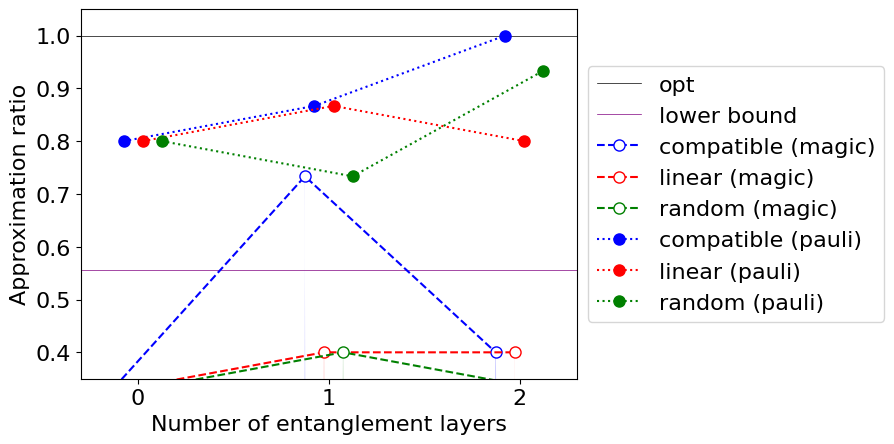 1.0
0.9
0.8
0.7
0.6
0.5
0.4
Approximation ratio
0
1
2
Number of entanglement layers
opt
lower bound
compatible (magic)
linear (magic)
random (magic)
compatible (pauli)
linear (pauli)
random (pauli)